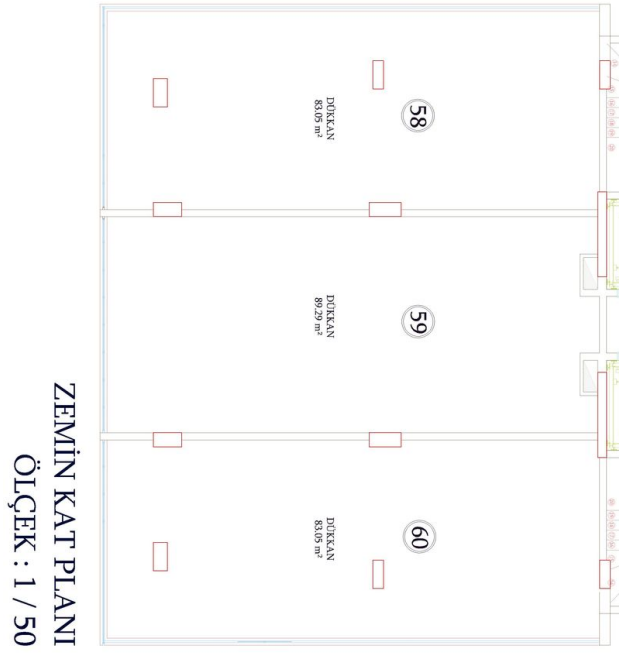 58
DÜKKAN
83.05 m²
59
DÜKKAN
89.29 m²
60
DÜKKAN
83.05 m²
ZEMİN KAT PLANI
ÖLÇEK : 1 / 50